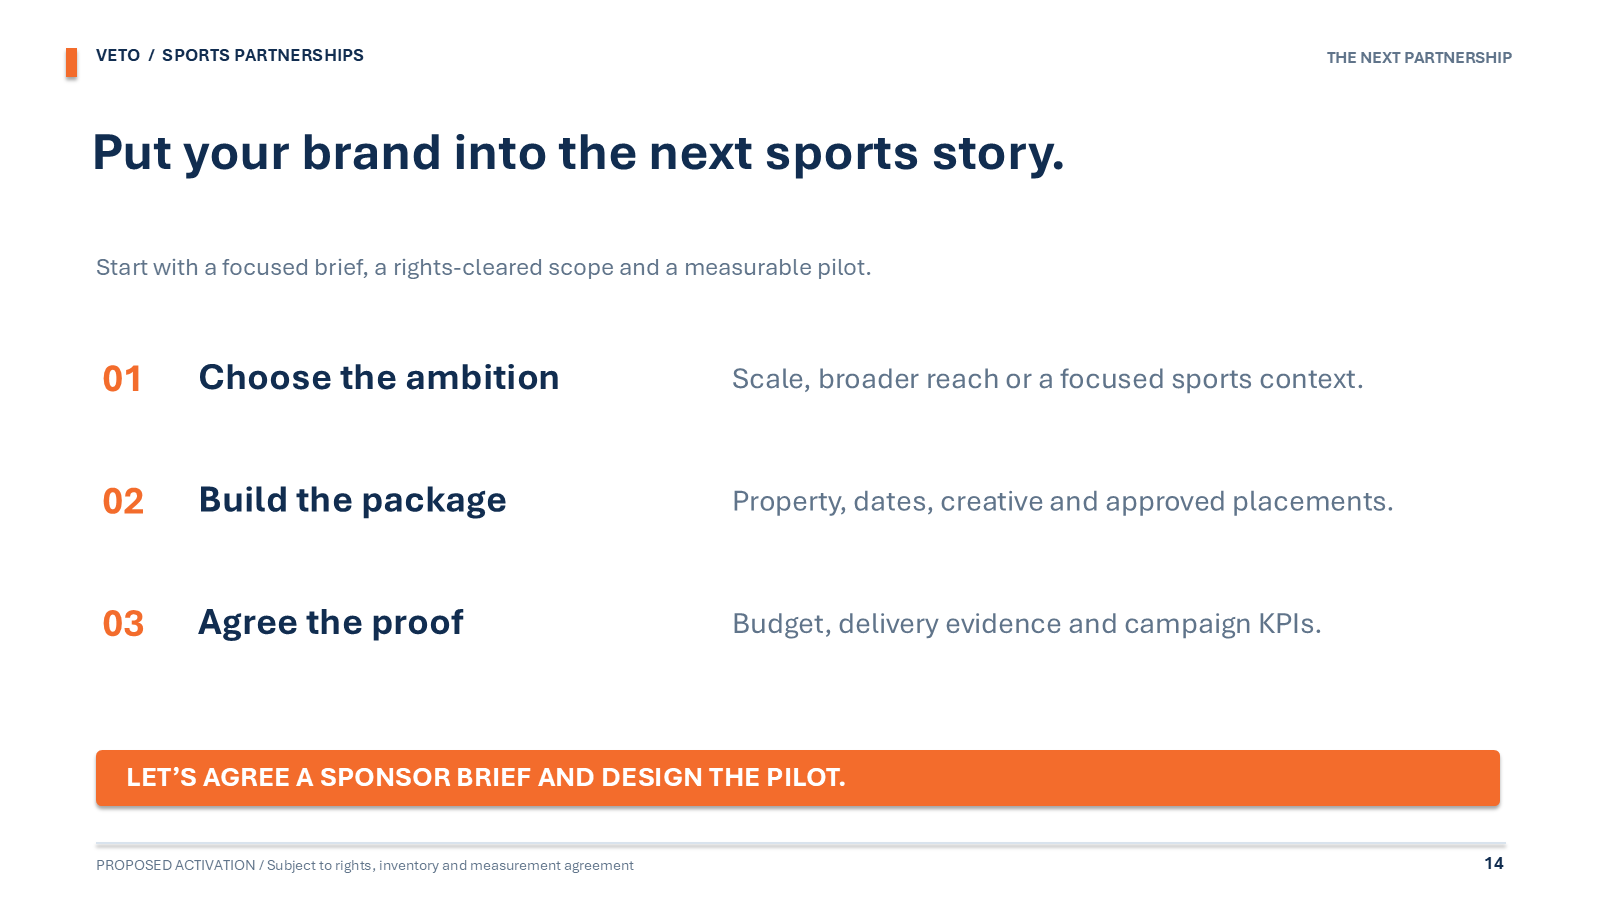 VETO / SPORTS PARTNERSHIPS
THE NEXT PARTNERSHIP
Put your brand into the next sports story.
Start with a focused brief, a rights-cleared scope and a measurable pilot.
01 Choose the ambition Scale, broader reach or a focused sports context.
02 Build the package Property, dates, creative and approved placements.
03 Agree the proof Budget, delivery evidence and campaign KPIs.
LET’S AGREE A SPONSOR BRIEF AND DESIGN THE PILOT.
PROPOSED ACTIVATION / Subject to rights, inventory and measurement agreement
14